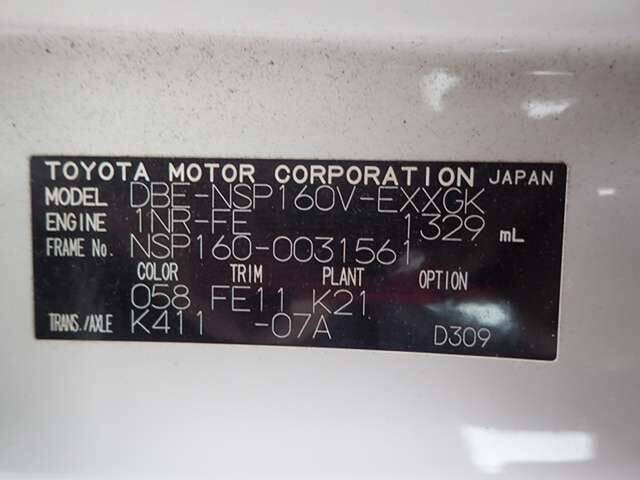 TOYOTA MOTOR CORPORATION JAPAN
MODEL DBE-NSP160V-EXXGK
ENGINE 1NR-FE 1329 mL
FRAME No. NSP160-0031561
COLOR TRIM PLANT OPTION
058 FE11 K21
TRANS./AXLE K411 -07A D309